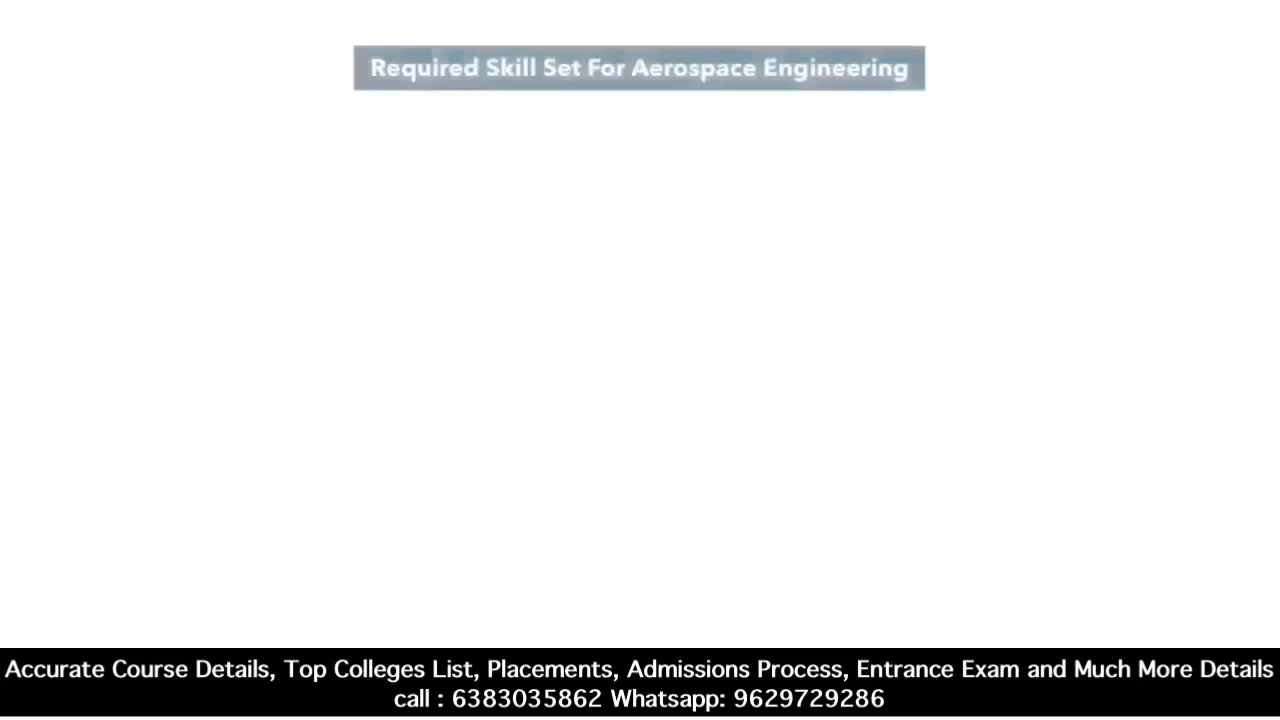 Required Skill Set For Aerospace Engineering
Accurate Course Details, Top Colleges List, Placements, Admissions Process, Entrance Exam and Much More Details
call : 6383035862 Whatsapp: 9629729286